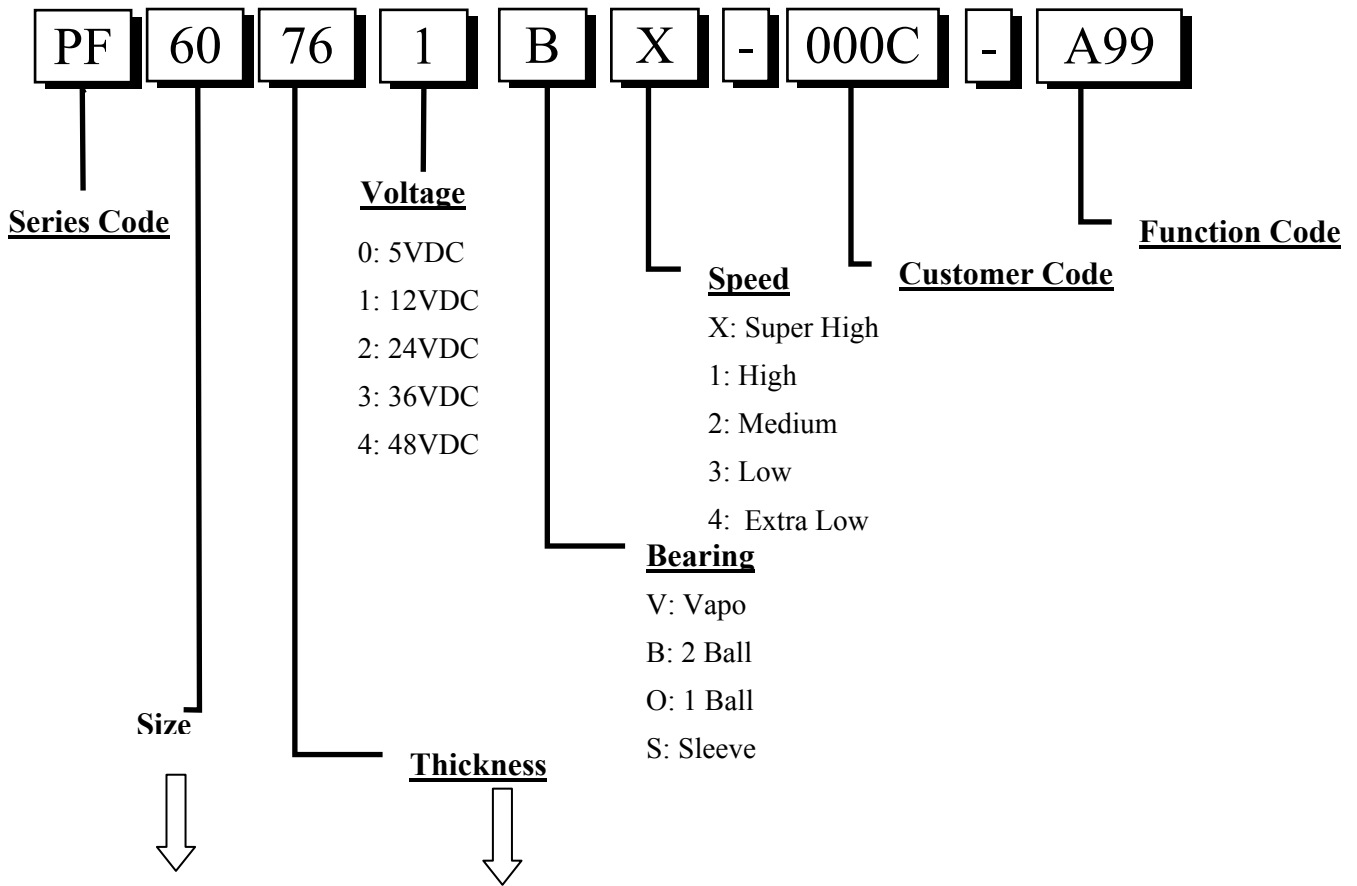 PF 60 76 1 B X - 000C - A99
Series Code
Voltage
0: 5VDC
1: 12VDC
2: 24VDC
3: 36VDC
4: 48VDC
Function Code
Customer Code
Speed
X: Super High
1: High
2: Medium
3: Low
4: Extra Low
Bearing
V: Vapo
B: 2 Ball
O: 1 Ball
S: Sleeve
Size
Thickness